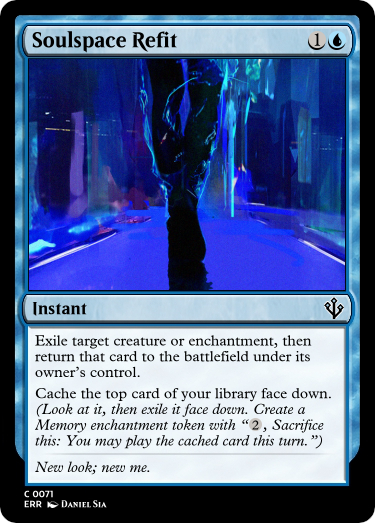 Soulspace Refit 1
Instant
Exile target creature or enchantment, then
return that card to the battlefield under its
owner's control.
Cache the top card of your library face down.
(Look at it, then exile it face down. Create a
Memory enchantment token with “2, Sacrifice
this: You may play the cached card this turn.”)
New look; new me.
C 0071
ERR DANIEL SIA